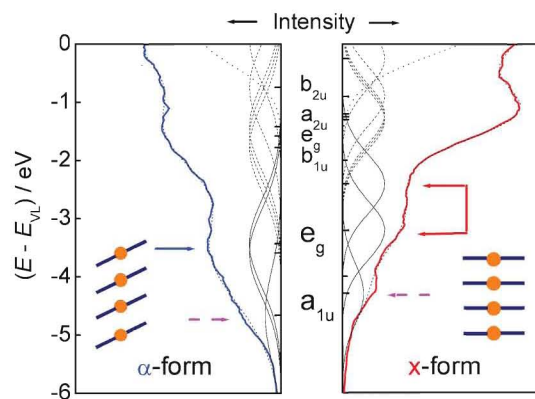 Intensity
0
-1
-2
-3
-4
-5
-6
(E - E_VL) / eV
b_2u
a_2u
e_g
b_1u
e_g
a_1u
α-form
x-form